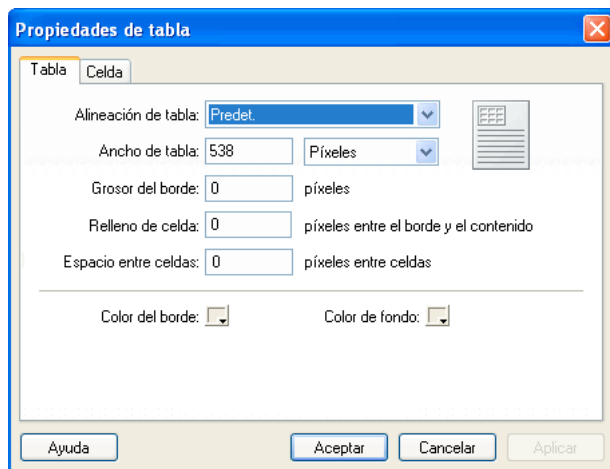 Propiedades de tabla
Tabla Celda
Alineación de tabla: Predet.
Ancho de tabla: 538 Píxeles
Grosor del borde: 0 píxeles
Relleno de celda: 0 píxeles entre el borde y el contenido
Espacio entre celdas: 0 píxeles entre celdas
Color del borde: Color de fondo:
Ayuda Aceptar Cancelar Aplicar